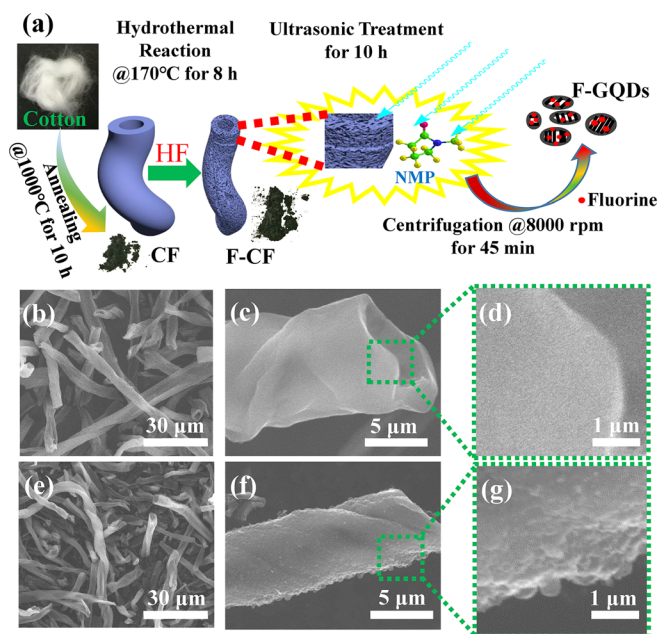 (a)
Hydrothermal
Reaction
@170℃ for 8 h
Ultrasonic Treatment
for 10 h
Cotton
Annealing
@1000℃ for 10 h
HF
CF
F-CF
NMP
F-GQDs
Fluorine
Centrifugation @8000 rpm
for 45 min
(b)
30 μm
(c)
5 μm
(d)
1 μm
(e)
30 μm
(f)
5 μm
(g)
1 μm